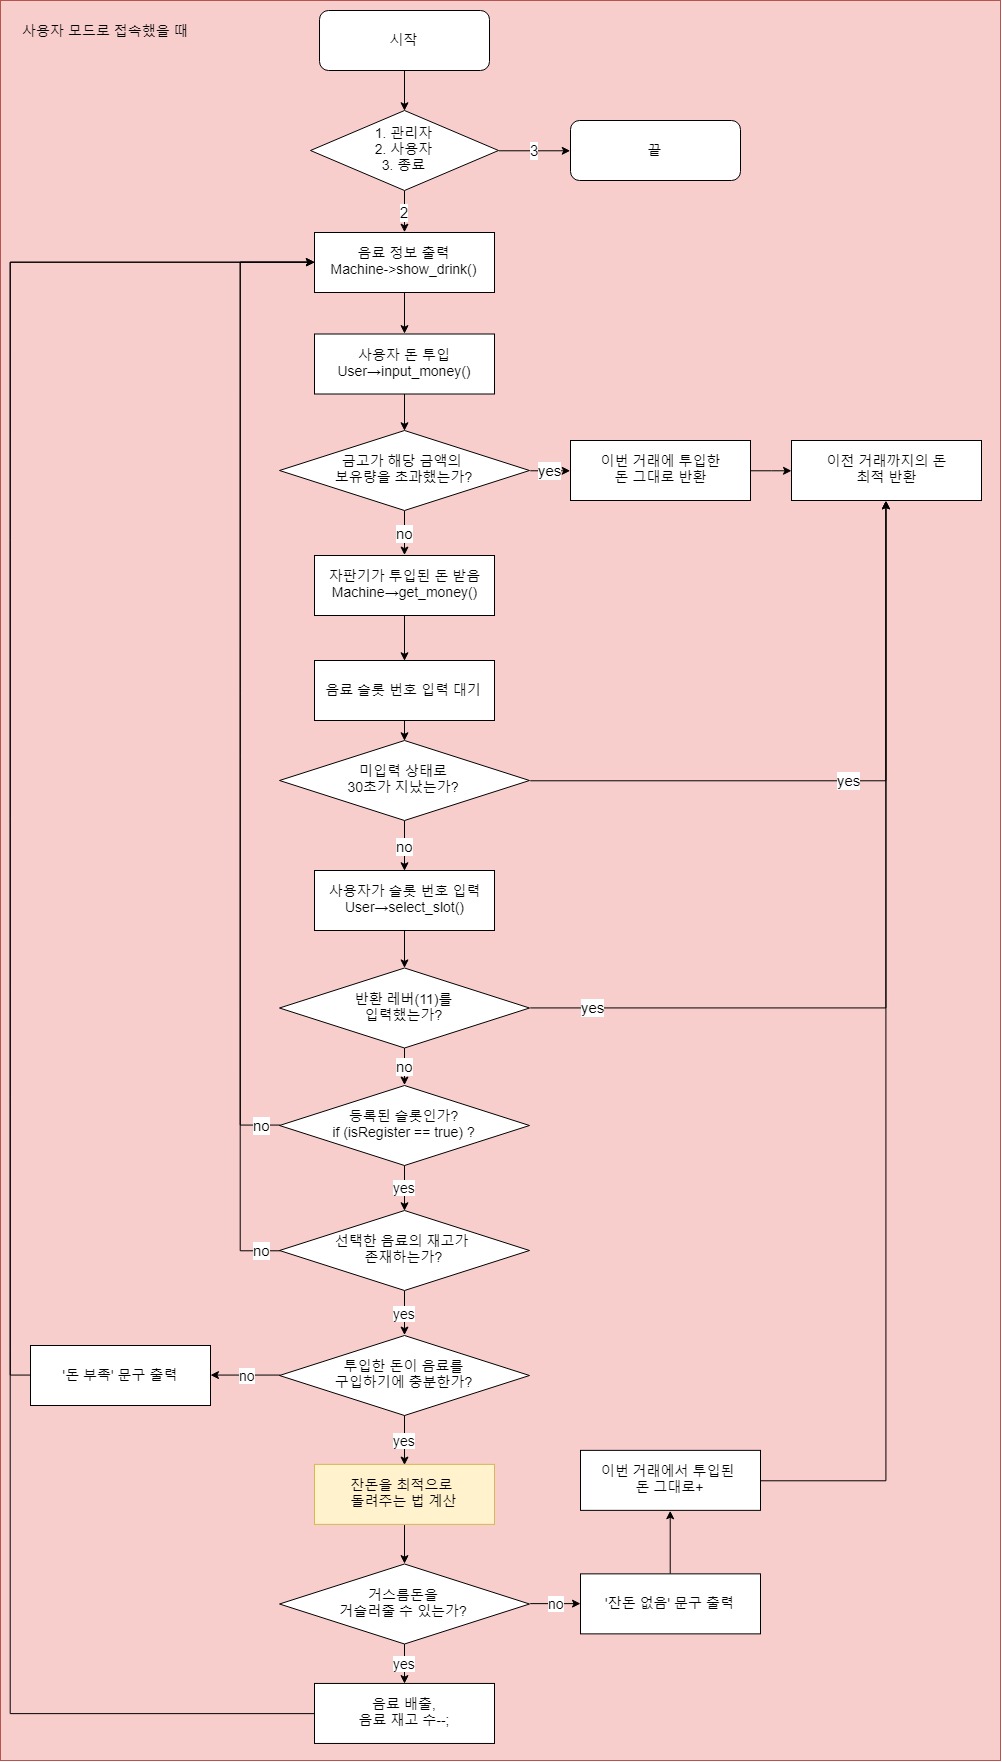 사용자 모드로 접속했을 때
시작
1. 관리자
2. 사용자
3. 종료
3
끝
2
음료 정보 출력
Machine->show_drink()
사용자 돈 투입
User→input_money()
금고가 해당 금액의
보유량을 초과했는가?
yes
이번 거래에 투입한
돈 그대로 반환
이전 거래까지의 돈
최적 반환
no
자판기가 투입된 돈 받음
Machine→get_money()
음료 슬롯 번호 입력 대기
미입력 상태로
30초가 지났는가?
yes
no
사용자가 슬롯 번호 입력
User→select_slot()
반환 레버(11)를
입력했는가?
yes
no
등록된 슬롯인가?
if (isRegister == true) ?
no
yes
선택한 음료의 재고가
존재하는가?
no
yes
투입한 돈이 음료를
구입하기에 충분한가?
no
'돈 부족' 문구 출력
yes
잔돈을 최적으로
돌려주는 법 계산
이번 거래에서 투입된
돈 그대로+
거스름돈을
거슬러줄 수 있는가?
no
'잔돈 없음' 문구 출력
yes
음료 배출,
음료 재고 수--;